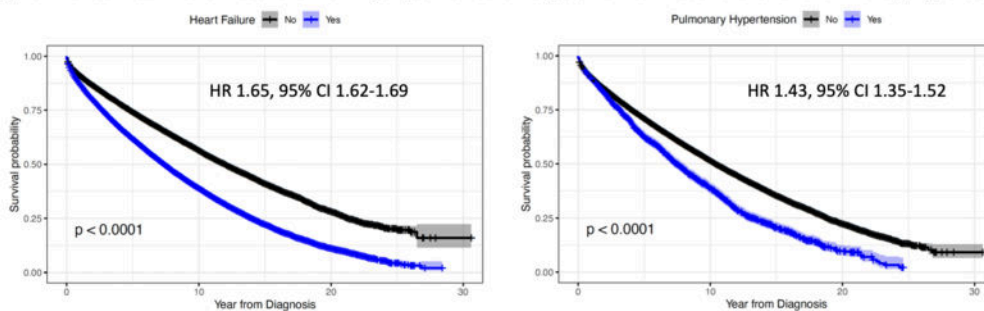 Heart Failure No Yes
HR 1.65, 95% CI 1.62-1.69
p < 0.0001
Survival probability
1.00
0.75
0.50
0.25
0.00
0 10 20 30
Year from Diagnosis
Pulmonary Hypertension No Yes
HR 1.43, 95% CI 1.35-1.52
p < 0.0001
Survival probability
1.00
0.75
0.50
0.25
0.00
0 10 20 30
Year from Diagnosis